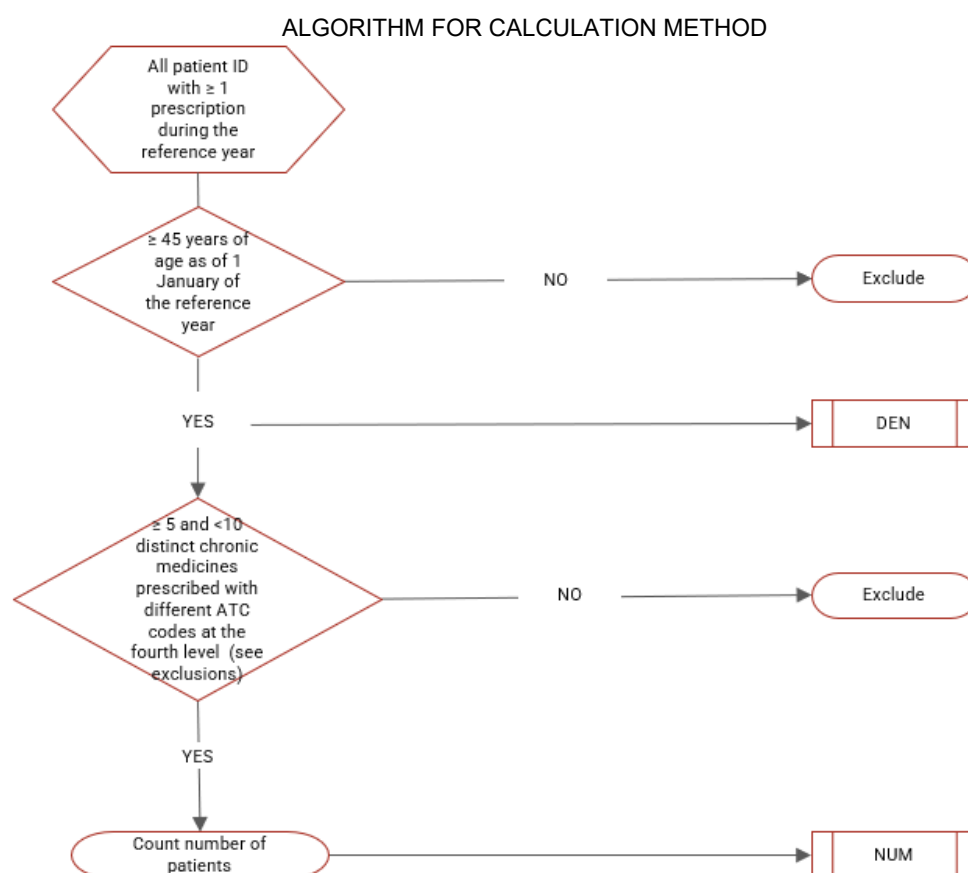 ALGORITHM FOR CALCULATION METHOD
All patient ID
with ≥ 1
prescription
during the
reference year
≥ 45 years of
age as of 1
January of
the reference
year
NO
Exclude
YES
DEN
≥ 5 and <10
distinct chronic
medicines
prescribed with
different ATC
codes at the
fourth level (see
exclusions)
NO
Exclude
YES
Count number of
patients
NUM